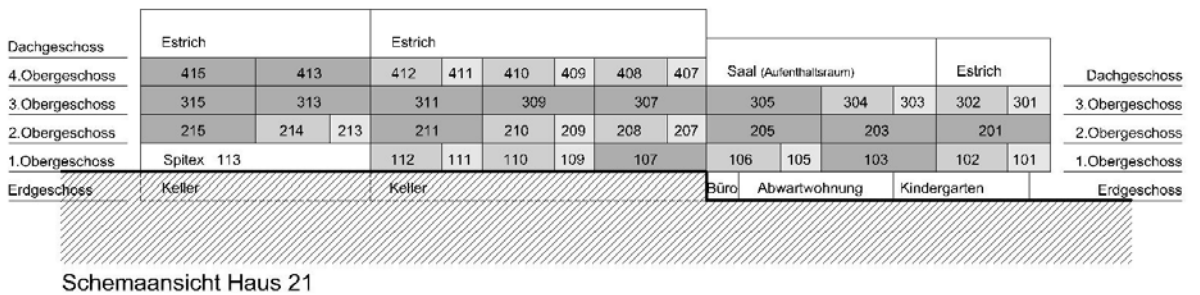 Dachgeschoss Estrich Estrich
4.Obergeschoss 415 413 412 411 410 409 408 407 Saal (Aufenthaltsraum) Estrich Dachgeschoss
3.Obergeschoss 315 313 311 309 307 305 304 303 302 301 3.Obergeschoss
2.Obergeschoss 215 214 213 211 210 209 208 207 205 203 201 2.Obergeschoss
1.Obergeschoss Spitex 113 112 111 110 109 107 106 105 103 102 101 1.Obergeschoss
Erdgeschoss Keller Keller Büro Abwartwohnung Kindergarten Erdgeschoss
Schemaansicht Haus 21